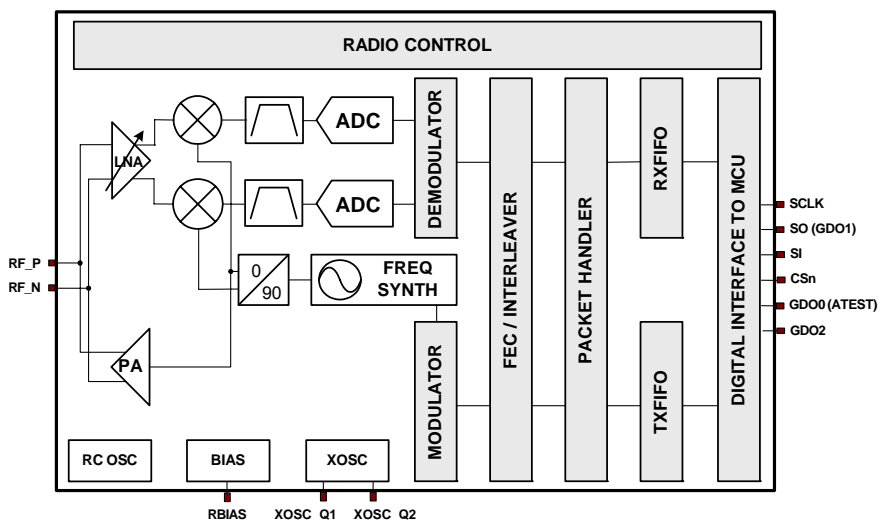 RADIO CONTROL
LNA
ADC
ADC
DEMODULATOR
FEC / INTERLEAVER
PACKET HANDLER
RXFIFO
DIGITAL INTERFACE TO MCU
SCLK
SO (GDO1)
SI
CSn
GDO0 (ATEST)
GDO2
RF_P
RF_N
0
90
FREQ
SYNTH
PA
MODULATOR
TXFIFO
RC OSC
BIAS
XOSC
RBIAS
XOSC_Q1
XOSC_Q2